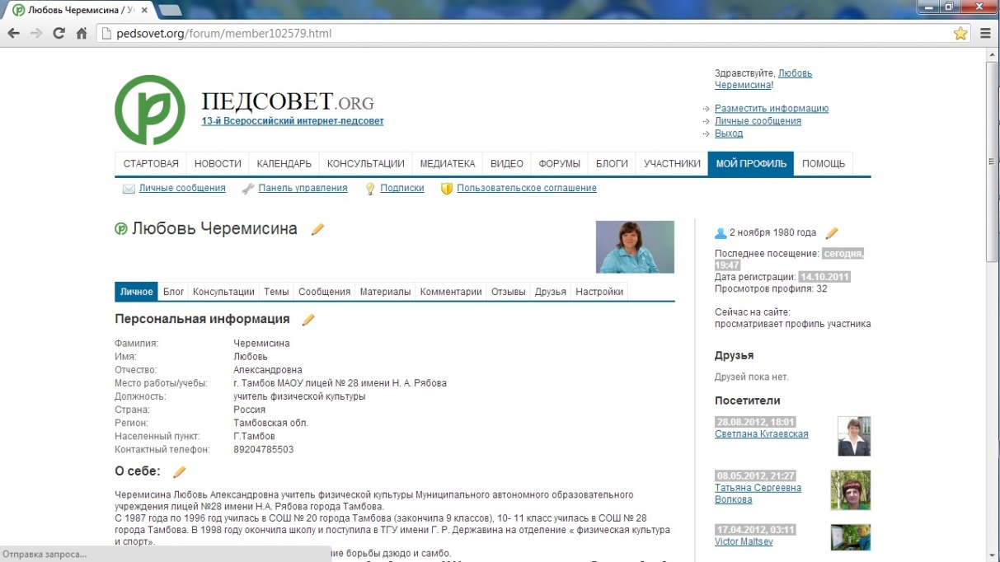 Любовь Черемисина / У
pedsovet.org/forum/member102579.html
Здравствуйте, Любовь
Черемисина!
ПЕДСОВЕТ.ORG
13-й Всероссийский интернет-педсовет
Разместить информацию
Личные сообщения
Выход
СТАРТОВАЯ НОВОСТИ КАЛЕНДАРЬ КОНСУЛЬТАЦИИ МЕДИАТЕКА ВИДЕО ФОРУМЫ БЛОГИ УЧАСТНИКИ МОЙ ПРОФИЛЬ ПОМОЩЬ
Личные сообщения Панель управления Подписки Пользовательское соглашение
Любовь Черемисина
Личное Блог Консультации Темы Сообщения Материалы Комментарии Отзывы Друзья Настройки
Персональная информация
Фамилия: Черемисина
Имя: Любовь
Отчество: Александровна
Место работы/учебы: г. Тамбов МАОУ лицей № 28 имени Н. А. Рябова
Должность: учитель физической культуры
Страна: Россия
Регион: Тамбовская обл.
Населенный пункт: Г.Тамбов
Контактный телефон: 89204785503
О себе:
Черемисина Любовь Александровна учитель физической культуры Муниципального автономного образовательного
учреждения лицей №28 имени Н.А. Рябова города Тамбова.
С 1987 года по 1996 год училась в СОШ № 20 города Тамбова (закончила 9 классов), 10- 11 класс училась в СОШ № 28
города Тамбова. В 1998 году окончила школу и поступила в ТГУ имени Г. Р. Державина на отделение « физическая культура
и спорт».
ие борьбы дзюдо и самбо.
Отправка запроса...
2 ноября 1980 года
Последнее посещение: сегодня,
19:47
Дата регистрации: 14.10.2011
Просмотров профиля: 32
Сейчас на сайте:
просматривает профиль участника
Друзья
Друзей пока нет.
Посетители
28.08.2012, 18:01
Светлана Кугаевская
08.05.2012, 21:27
Татьяна Сергеевна
Волкова
17.04.2012, 03:11
Victor Maltsev